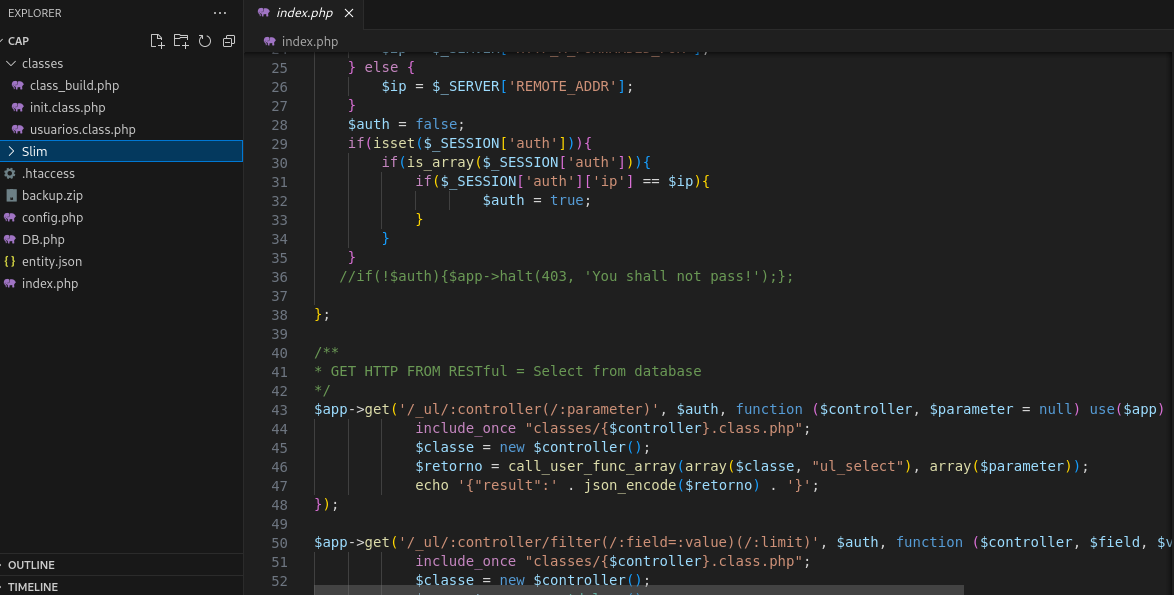 EXPLORER
···
index.php
CAP
index.php
classes
class_build.php
init.class.php
usuarios.class.php
Slim
.htaccess
backup.zip
config.php
DB.php
entity.json
index.php
OUTLINE
TIMELINE
25 } else {
26 $ip = $_SERVER['REMOTE_ADDR'];
27 }
28 $auth = false;
29 if(isset($_SESSION['auth'])){
30 if(is_array($_SESSION['auth'])){
31 if($_SESSION['auth']['ip'] == $ip){
32 $auth = true;
33 }
34 }
35 }
36 //if(!$auth){$app->halt(403, 'You shall not pass!');};
37
38 };
39
40 /**
41 * GET HTTP FROM RESTful = Select from database
42 */
43 $app->get('/_ul/:controller(/:parameter)', $auth, function ($controller, $parameter = null) use($app)
44 include_once "classes/{$controller}.class.php";
45 $classe = new $controller();
46 $retorno = call_user_func_array(array($classe, "ul_select"), array($parameter));
47 echo '{"result":' . json_encode($retorno) . '}';
48 });
49
50 $app->get('/_ul/:controller/filter(/:field=:value)(/:limit)', $auth, function ($controller, $field, $v
51 include_once "classes/{$controller}.class.php";
52 $classe = new $controller();